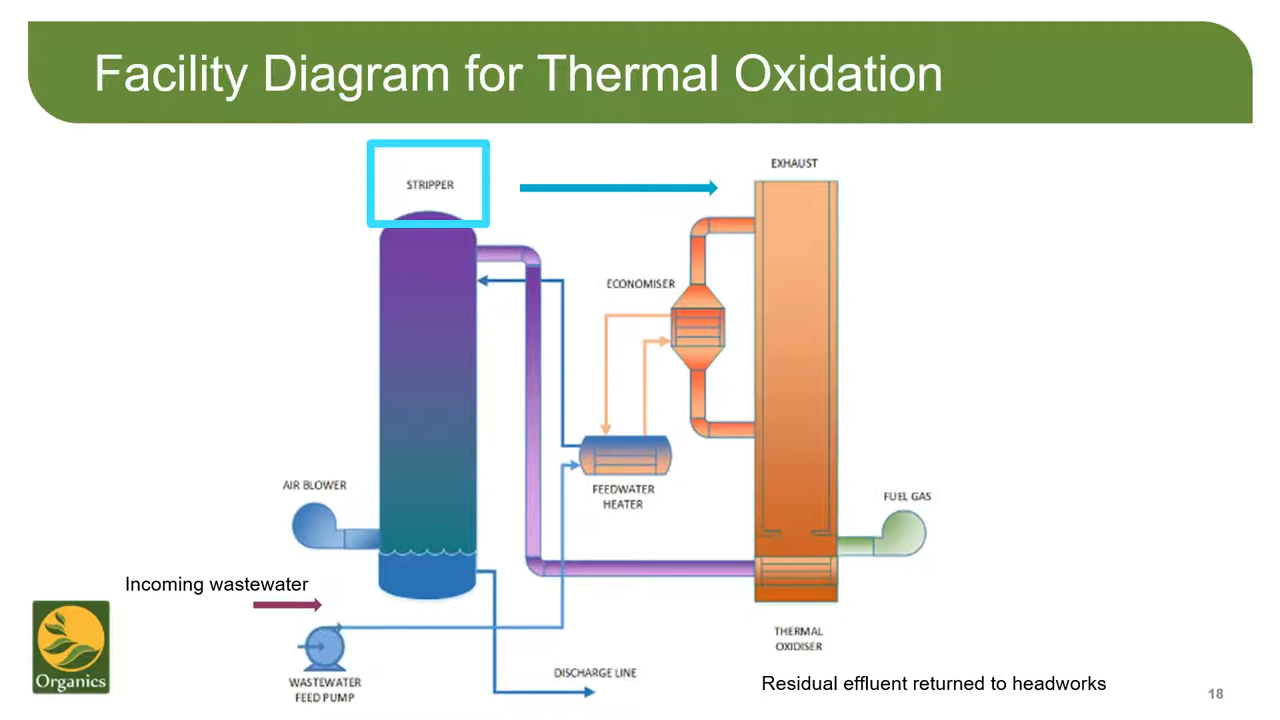 Facility Diagram for Thermal Oxidation
STRIPPER
EXHAUST
ECONOMISER
FEEDWATER
HEATER
AIR BLOWER
FUEL GAS
Incoming wastewater
WASTEWATER
FEED PUMP
DISCHARGE LINE
THERMAL
OXIDISER
Residual effluent returned to headworks
Organics
18